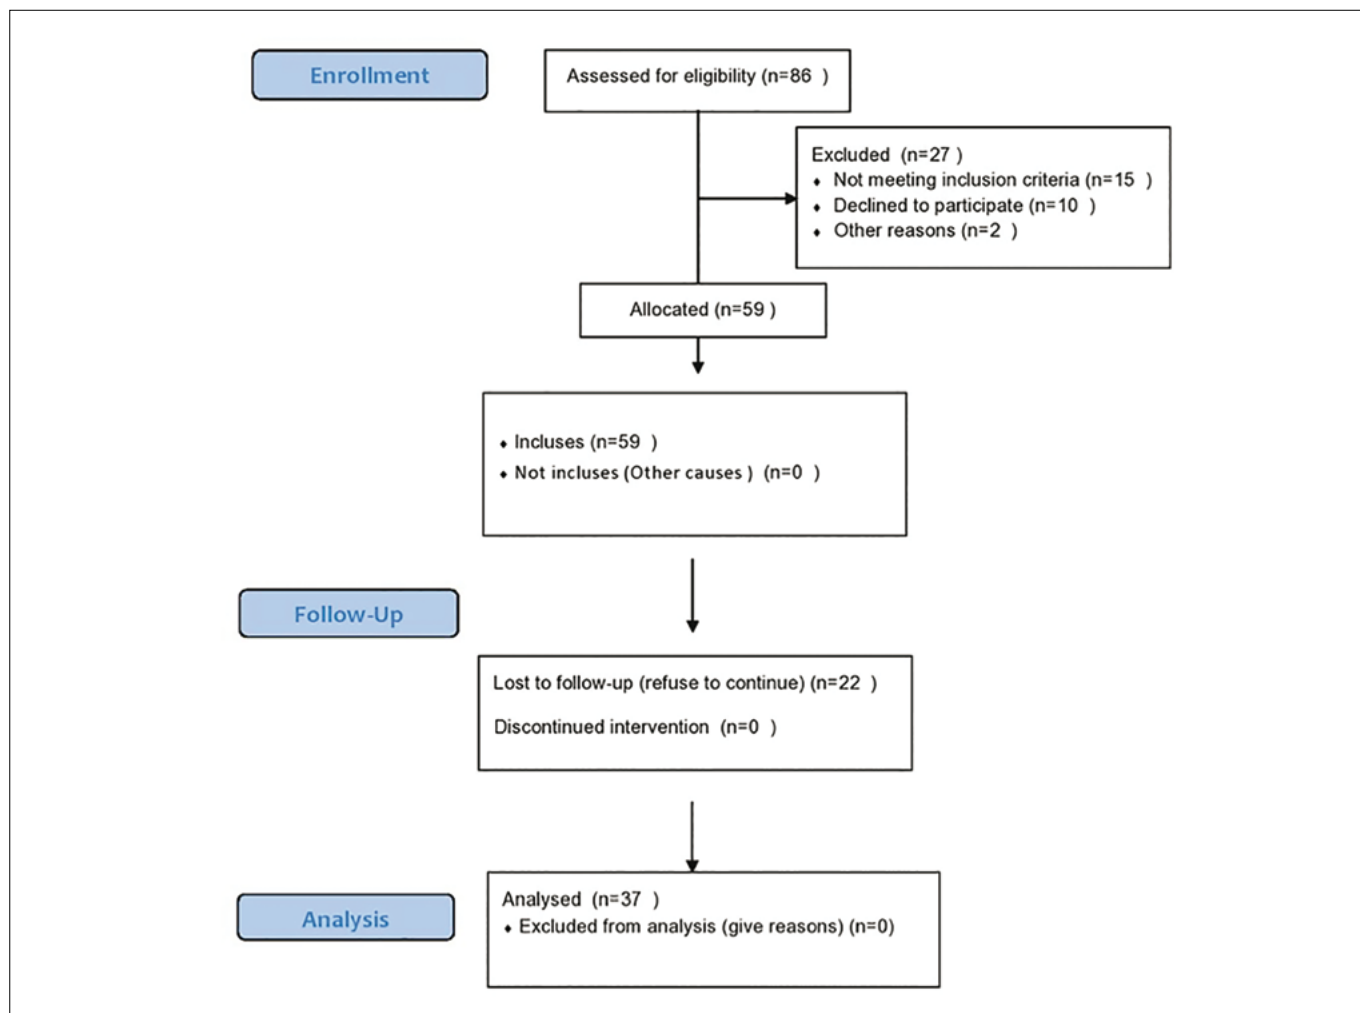 Enrollment
Assessed for eligibility (n=86 )
Excluded (n=27 )
♦ Not meeting inclusion criteria (n=15 )
♦ Declined to participate (n=10 )
♦ Other reasons (n=2 )
Allocated (n=59 )
♦ Incluses (n=59 )
♦ Not incluses (Other causes ) (n=0 )
Follow-Up
Lost to follow-up (refuse to continue) (n=22 )
Discontinued intervention (n=0 )
Analysis
Analysed (n=37 )
♦ Excluded from analysis (give reasons) (n=0)